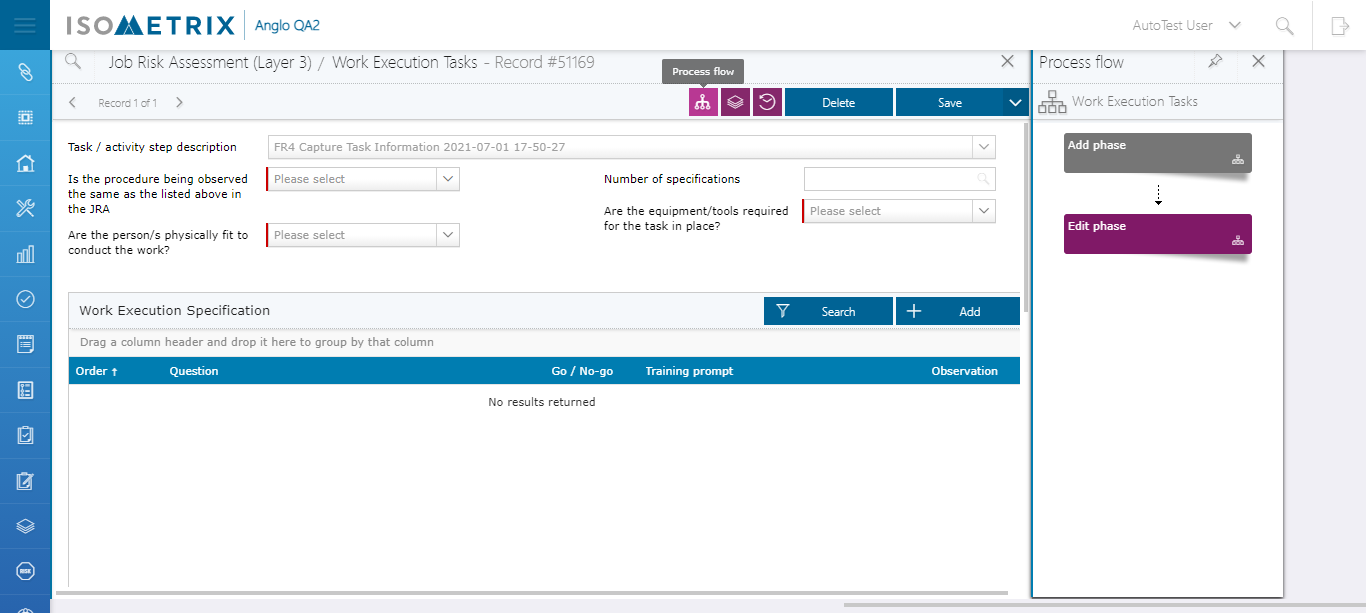 ISOMETRIX Anglo QA2
AutoTest User
Job Risk Assessment (Layer 3) / Work Execution Tasks - Record #51169
Process flow
Process flow
Record 1 of 1
Delete
Save
Work Execution Tasks
Task / activity step description
FR4 Capture Task Information 2021-07-01 17-50-27
Is the procedure being observed
the same as the listed above in
the JRA
Please select
Number of specifications
Are the equipment/tools required
for the task in place?
Please select
Are the person/s physically fit to
conduct the work?
Please select
Add phase
Edit phase
Work Execution Specification
Search
Add
Drag a column header and drop it here to group by that column
Order ↑ Question Go / No-go Training prompt Observation
No results returned
RISK